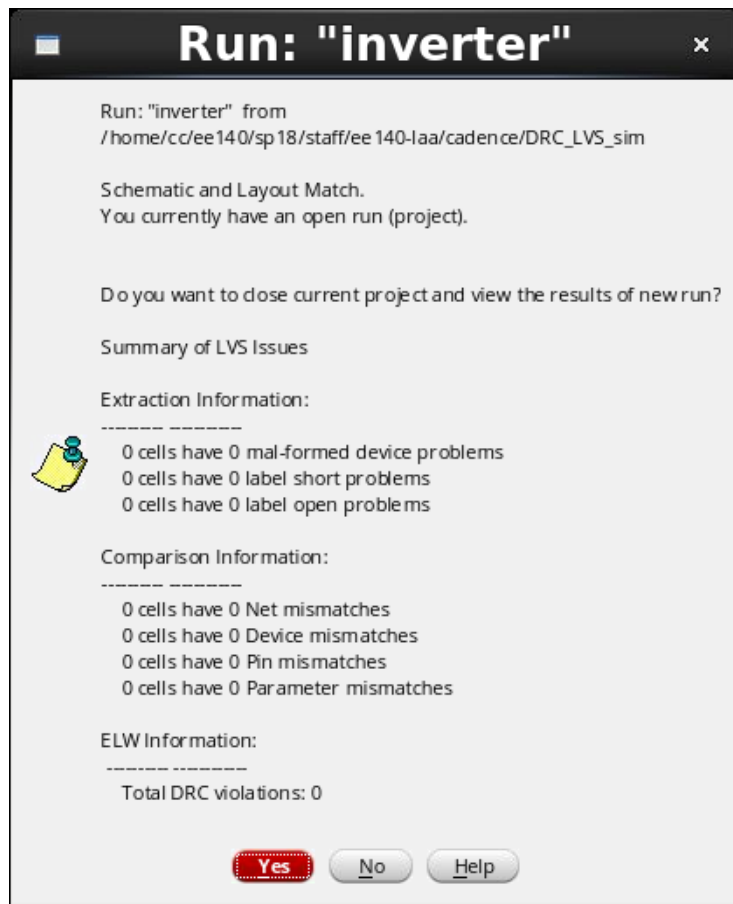 Run: "inverter"
Run: "inverter" from
/home/cc/ee140/sp18/staff/ee140-laa/cadence/DRC_LVS_sim
Schematic and Layout Match.
You currently have an open run (project).
Do you want to close current project and view the results of new run?
Summary of LVS Issues
Extraction Information:
---------- -------------
0 cells have 0 mal-formed device problems
0 cells have 0 label short problems
0 cells have 0 label open problems
Comparison Information:
---------- -------------
0 cells have 0 Net mismatches
0 cells have 0 Device mismatches
0 cells have 0 Pin mismatches
0 cells have 0 Parameter mismatches
ELW Information:
---------- -------------
Total DRC violations: 0
Yes No Help